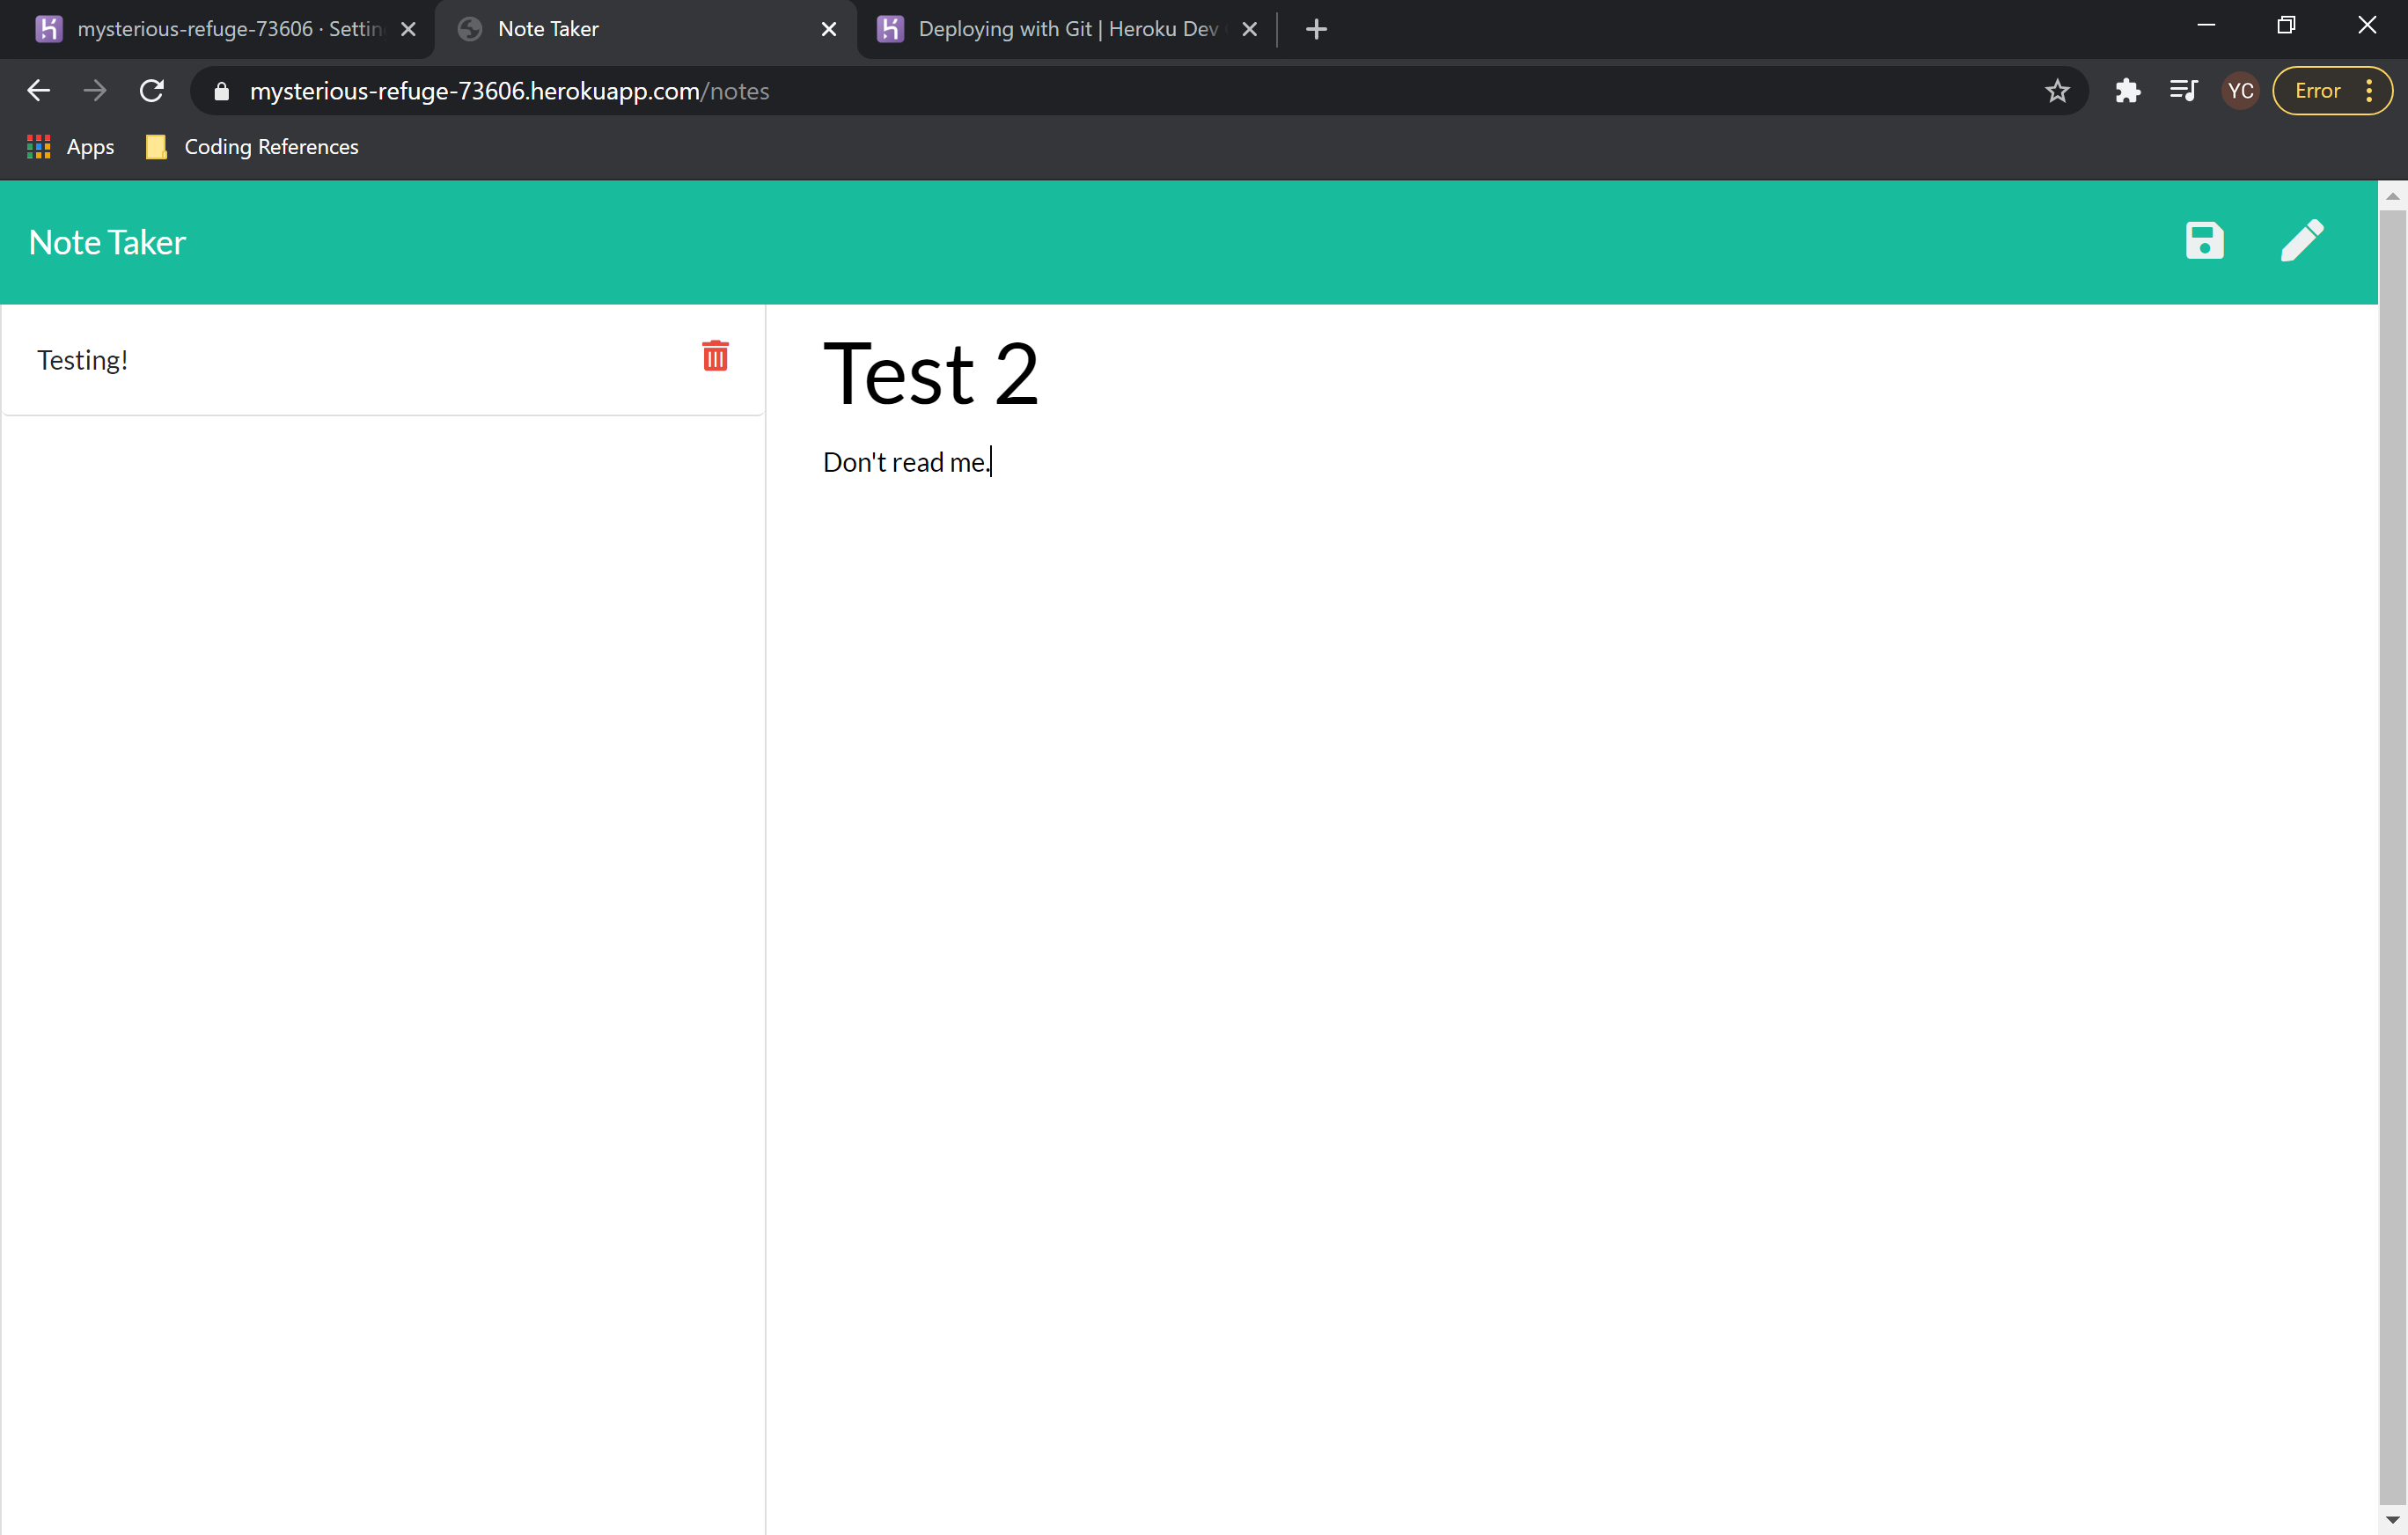 mysterious-refuge-73606 · Settin
Note Taker
Deploying with Git | Heroku Dev
mysterious-refuge-73606.herokuapp.com/notes
YC
Error
Apps
Coding References
Note Taker
Testing!
Test 2
Don't read me.